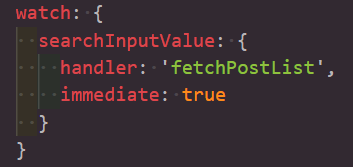 watch: {
  searchInputValue: {
    handler: 'fetchPostList',
    immediate: true
  }
}